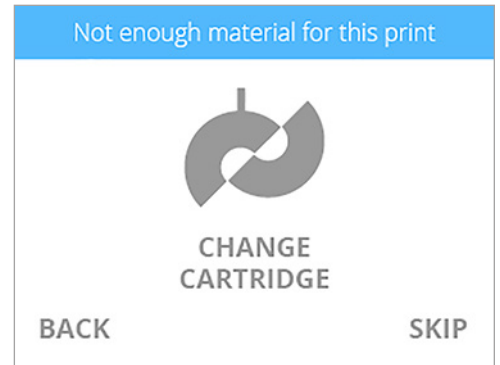 Not enough material for this print
CHANGE
CARTRIDGE
BACK
SKIP